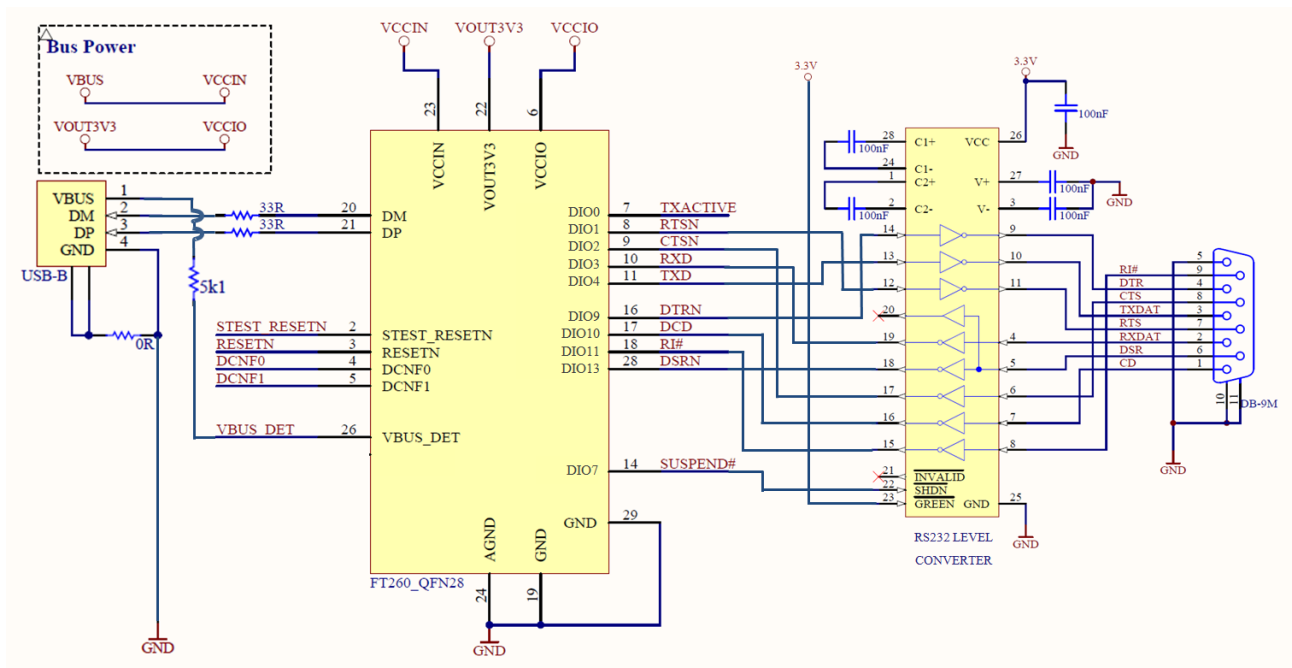 Bus Power
VBUS VCCIN
VOUT3V3 VCCIO
VCCIN VOUT3V3 VCCIO
23 22 6
VCCIN VOUT3V3 VCCIO
VBUS 1
DM 2
DP 3
GND 4
USB-B
33R
33R
5k1
0R
GND
20 DM
21 DP
STEST_RESETN 2 STEST_RESETN
RESETN 3 RESETN
DCNF0 4 DCNF0
DCNF1 5 DCNF1
VBUS_DET 26 VBUS_DET
DIO0 7 TXACTIVE
DIO1 8 RTSN
DIO2 9 CTSN
DIO3 10 RXD
DIO4 11 TXD
DIO9 16 DTRN
DIO10 17 DCD
DIO11 18 RI#
DIO13 28 DSRN
DIO7 14 SUSPEND#
GND 29
AGND GND
24 19
FT260_QFN28
GND
3.3V
3.3V
100nF
GND
100nF 28 C1+ VCC 26
24 C1-
1 C2+ V+ 27 100nF
100nF 2 C2- V- 3 100nF
GND
14 9
13 10
12 11
20
19 4
18 5
17 6
16 7
15 8
21 INVALID
22 SHDN
23 GREEN GND 25
GND
RS232 LEVEL
CONVERTER
5
RI# 9
DTR 4
CTS 8
TXDAT 3
RTS 7
RXDAT 2
DSR 6
CD 1
10 11 DB-9M
GND